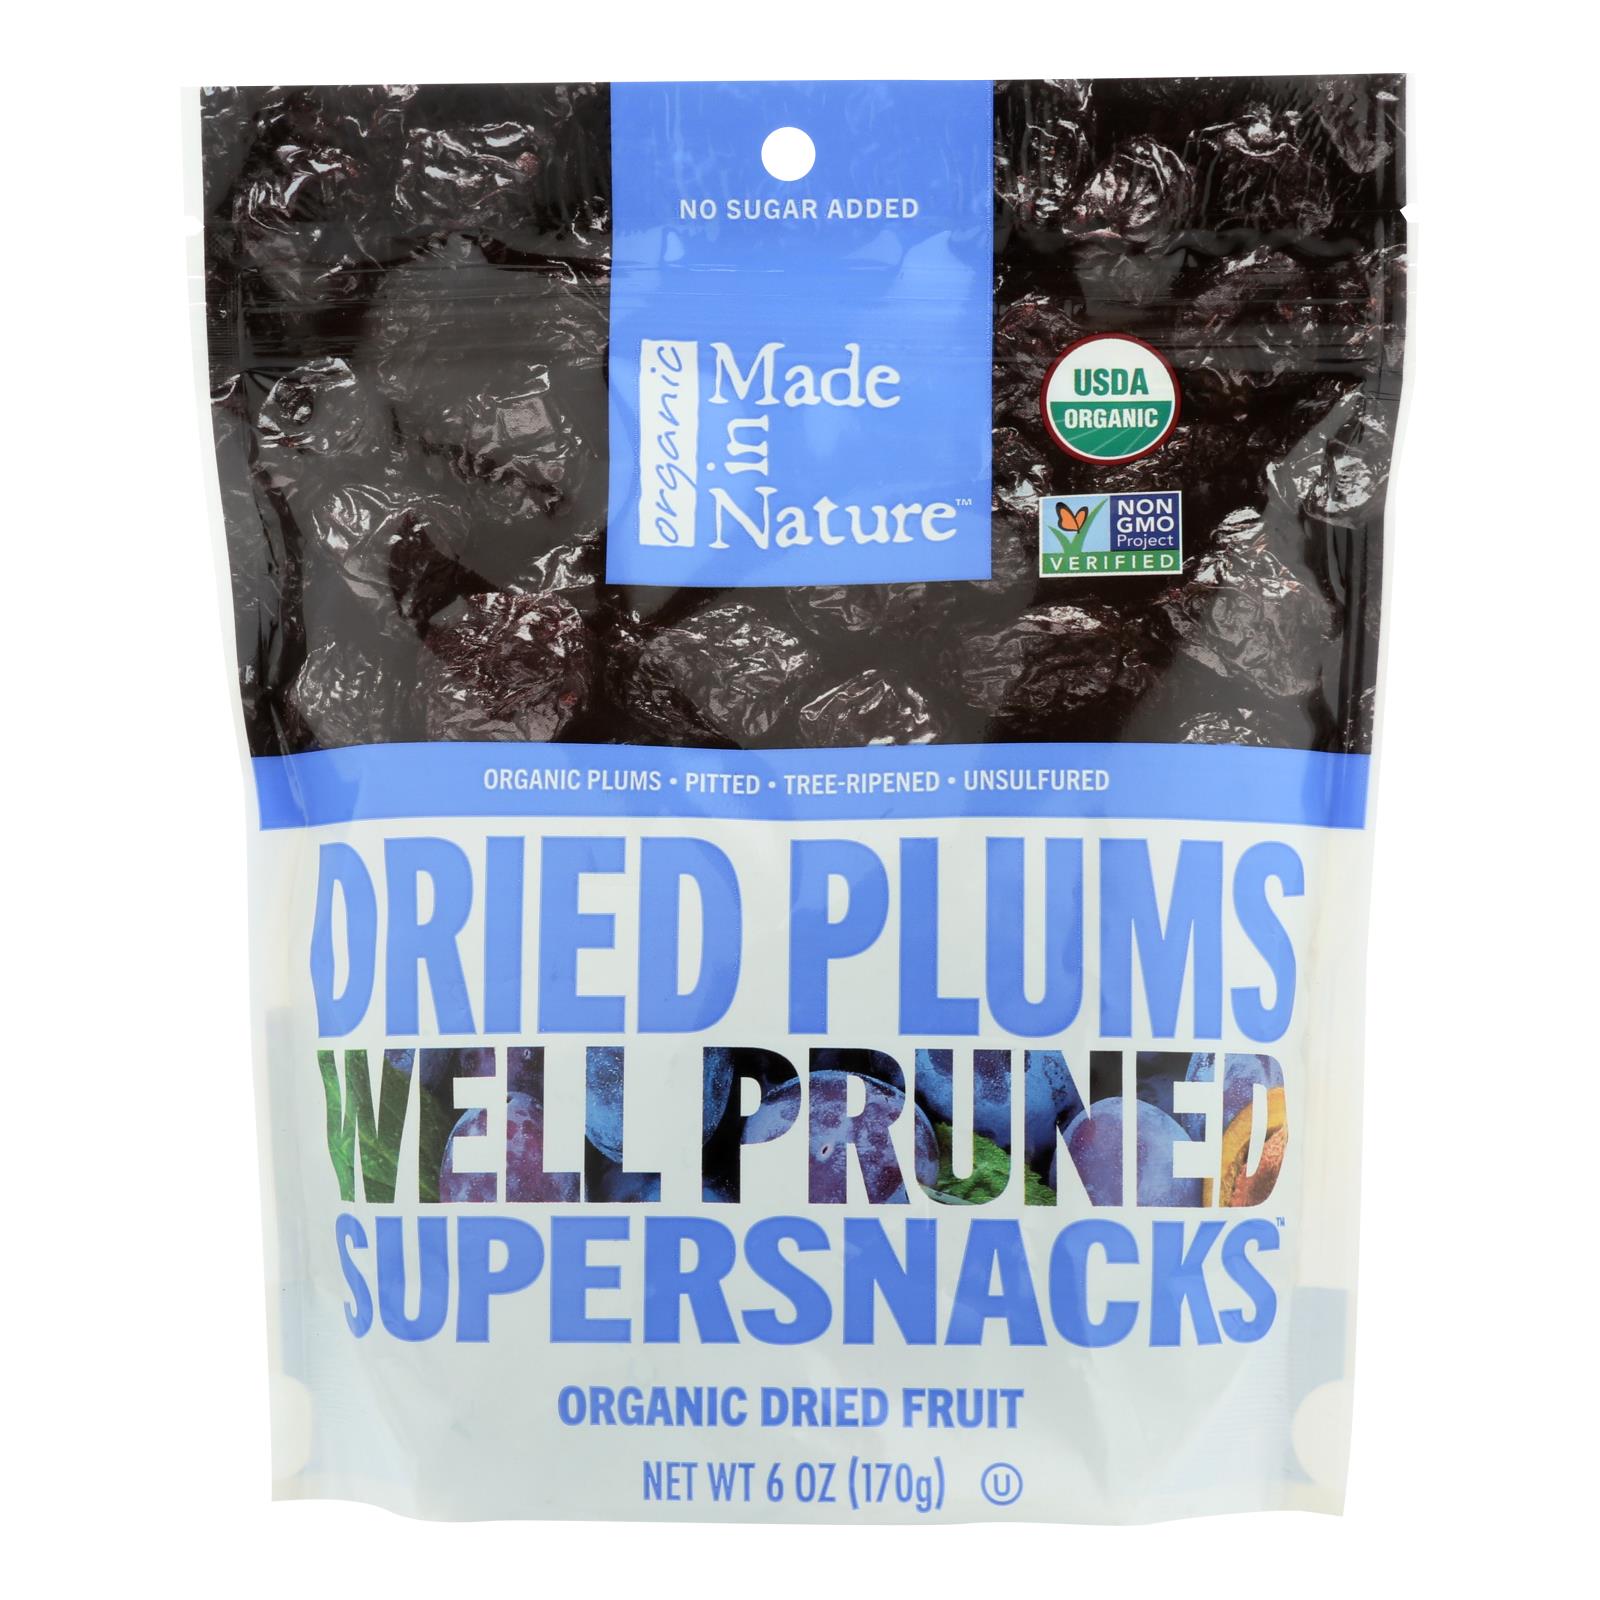 NO SUGAR ADDED
organic
Made
in
Nature™
USDA
ORGANIC
NON
GMO
Project
VERIFIED
ORGANIC PLUMS • PITTED • TREE-RIPENED • UNSULFURED
DRIED PLUMS
WELL PRUNED
SUPERSNACKS™
ORGANIC DRIED FRUIT
NET WT 6 OZ (170g) U